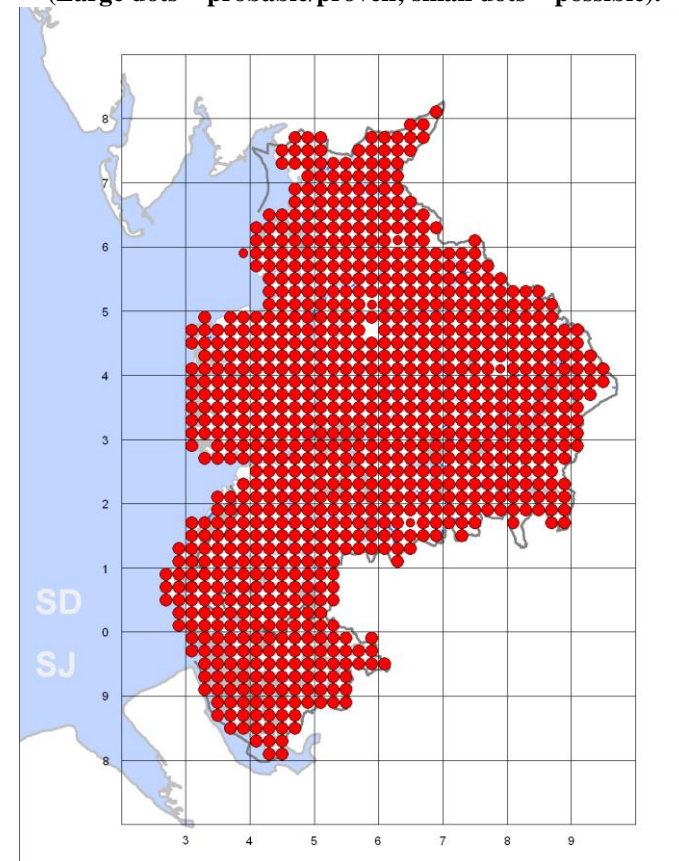 (Large dots = probable/proven; small dots = possible).
8
7
6
5
4
3
2
1
SD
0
SJ
9
8
3 4 5 6 7 8 9